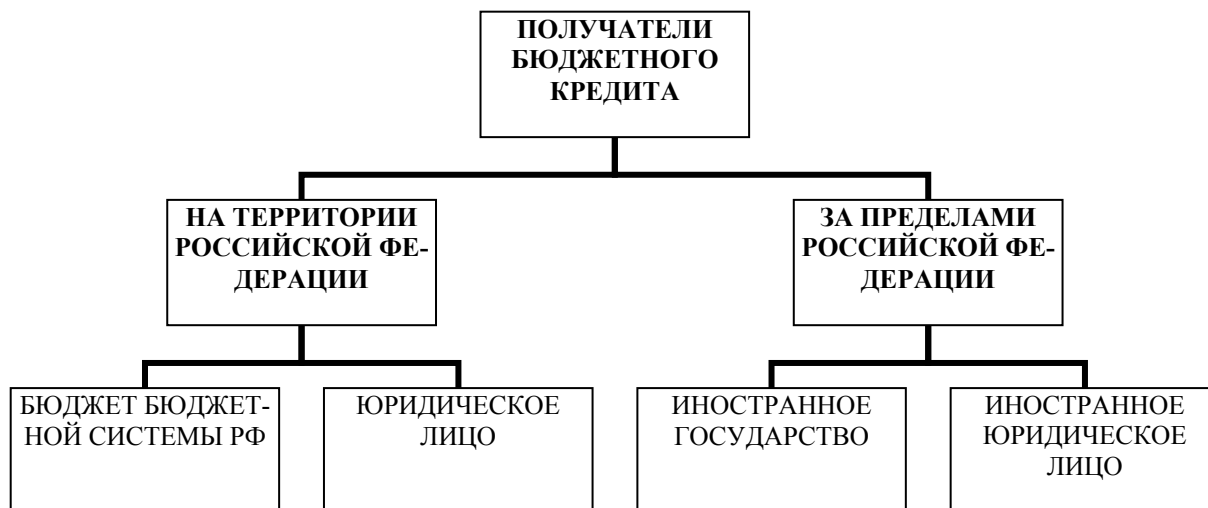 ПОЛУЧАТЕЛИ
БЮДЖЕТНОГО
КРЕДИТА
НА ТЕРРИТОРИИ
РОССИЙСКОЙ ФЕ-
ДЕРАЦИИ
ЗА ПРЕДЕЛАМИ
РОССИЙСКОЙ ФЕ-
ДЕРАЦИИ
БЮДЖЕТ БЮДЖЕТ-
НОЙ СИСТЕМЫ РФ
ЮРИДИЧЕСКОЕ
ЛИЦО
ИНОСТРАННОЕ
ГОСУДАРСТВО
ИНОСТРАННОЕ
ЮРИДИЧЕСКОЕ
ЛИЦО